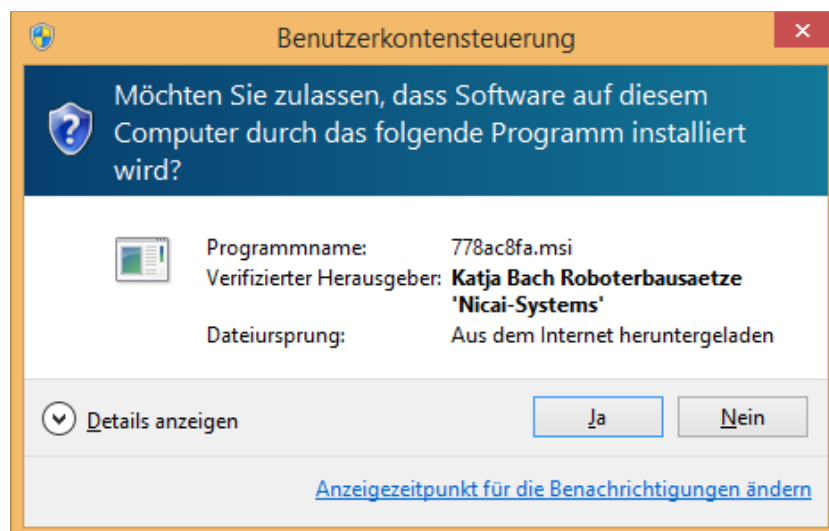 Benutzerkontensteuerung
Möchten Sie zulassen, dass Software auf diesem
Computer durch das folgende Programm installiert
wird?
Programmname: 778ac8fa.msi
Verifizierter Herausgeber: Katja Bach Roboterbausaetze
'Nicai-Systems'
Dateiursprung: Aus dem Internet heruntergeladen
Details anzeigen Ja Nein
Anzeigezeitpunkt für die Benachrichtigungen ändern